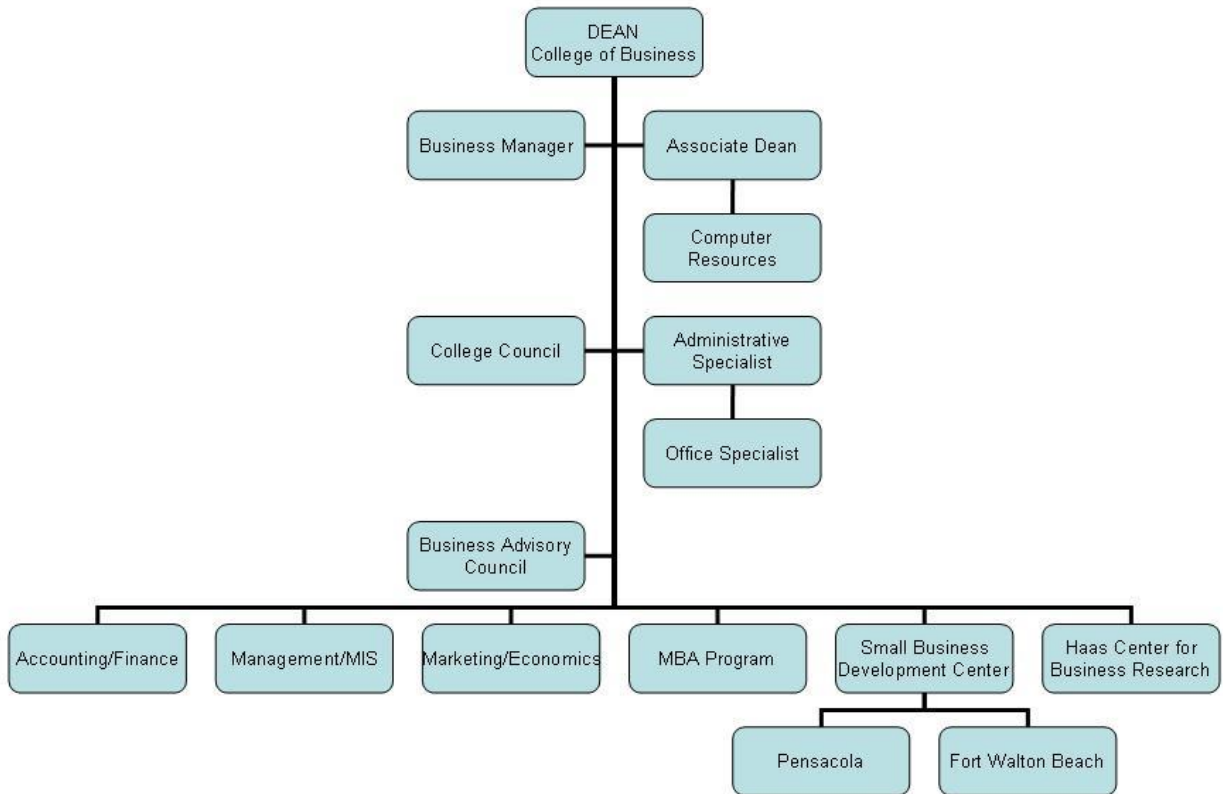 DEAN
College of Business
Business Manager
Associate Dean
Computer
Resources
College Council
Administrative
Specialist
Office Specialist
Business Advisory
Council
Accounting/Finance
Management/MIS
Marketing/Economics
MBA Program
Small Business
Development Center
Haas Center for
Business Research
Pensacola
Fort Walton Beach